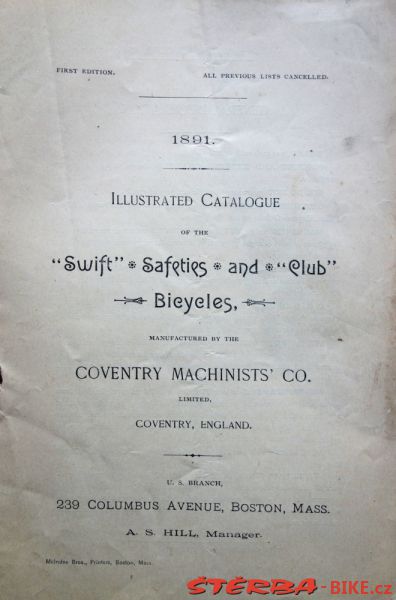 FIRST EDITION. ALL PREVIOUS LISTS CANCELLED.
1891.
ILLUSTRATED CATALOGUE
OF THE
"Swift" Safeties and "Club"
Bicycles,
MANUFACTURED BY THE
COVENTRY MACHINISTS' CO.
LIMITED,
COVENTRY, ENGLAND.
U. S. BRANCH,
239 COLUMBUS AVENUE, BOSTON, MASS.
A. S. HILL, Manager.
McIndoe Bros., Printers, Boston, Mass.
ŠTĚRBA-BIKE.cz